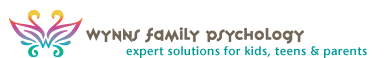 Wynns Family Psychology
expert solutions for kids, teens & parents